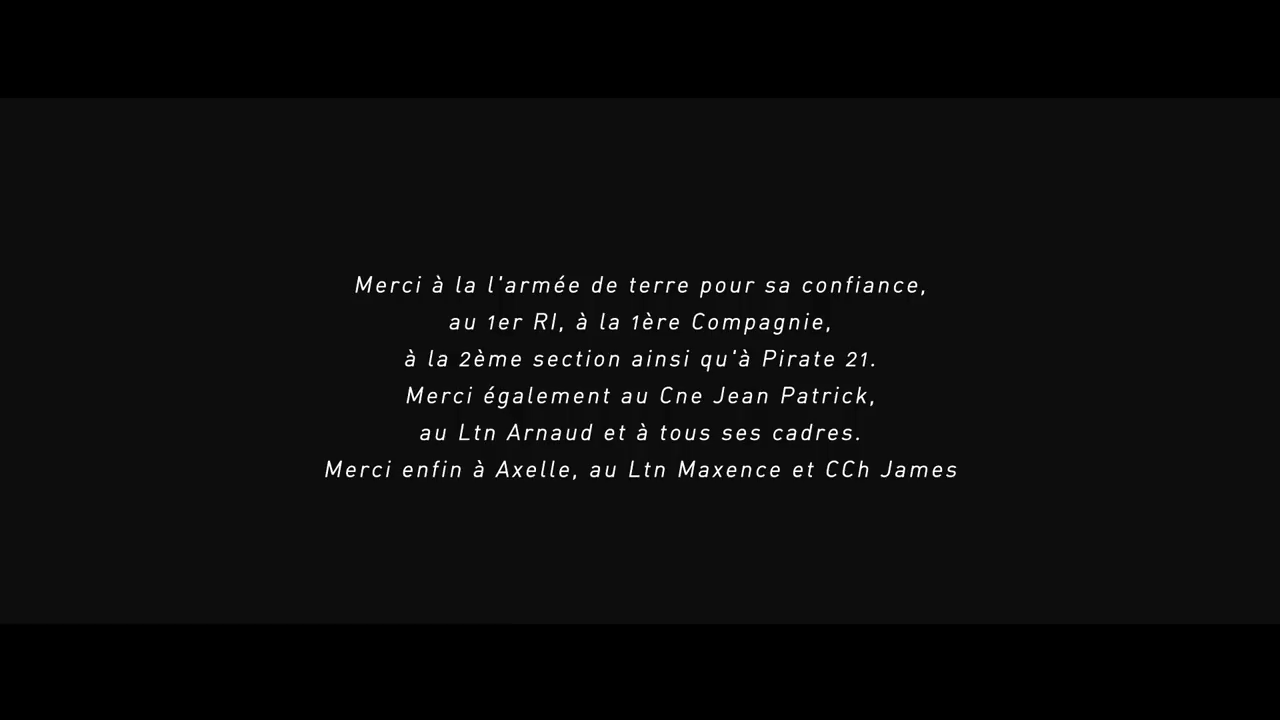 Merci à la l'armée de terre pour sa confiance,
au 1er RI, à la 1ère Compagnie,
à la 2ème section ainsi qu'à Pirate 21.
Merci également au Cne Jean Patrick,
au Ltn Arnaud et à tous ses cadres.
Merci enfin à Axelle, au Ltn Maxence et CCh James